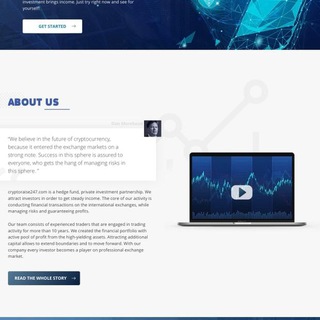 investment brings income. Just try right now and see for
yourself!
GET STARTED
ABOUT US
"We believe in the future of cryptocurrency,
because it entered the exchange markets on a
strong note. Success in this sphere is assured to
everyone, who gets the hang of managing risks in
this sphere. "
cryptoraise247.com is a hedge fund, private investment partnership. We
attract investors in order to get steady income. The core of our activity is
conducting financial transactions on the international exchanges, while
managing risks and guaranteeing profits.
Our team consists of experienced traders that are engaged in trading
activity for more than 10 years. We created the financial portfolio with
active pool of profit from the high-yielding assets. Attracting additional
capital allows to extend boundaries and to move forward. With our
company every investor becomes a player on professional exchange
market.
READ THE WHOLE STORY